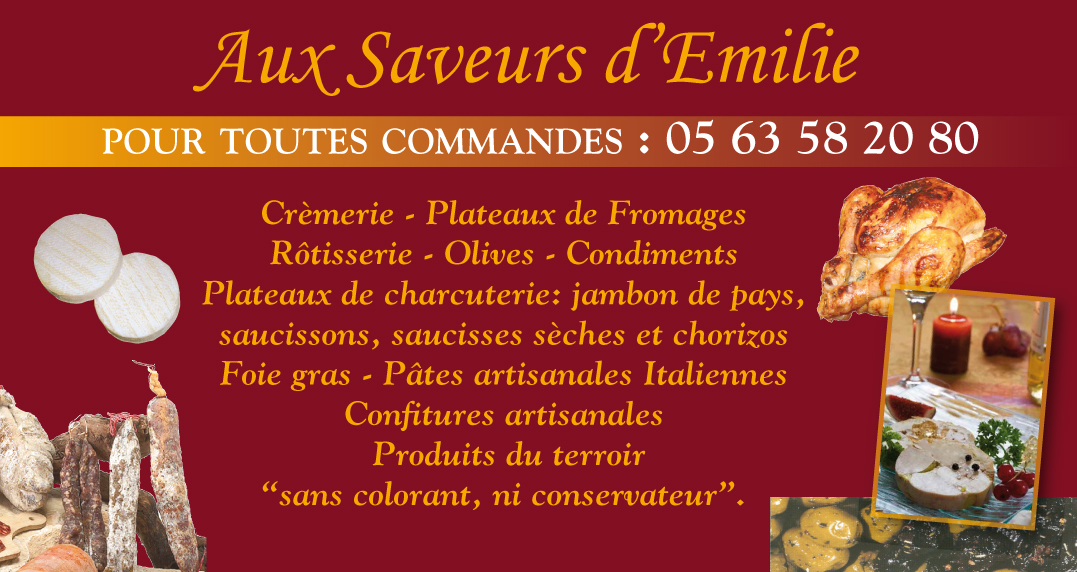 Aux Saveurs d'Emilie
POUR TOUTES COMMANDES : 05 63 58 20 80
Crèmerie - Plateaux de Fromages
Rôtisserie - Olives - Condiments
Plateaux de charcuterie: jambon de pays,
saucissons, saucisses sèches et chorizos
Foie gras - Pâtes artisanales Italiennes
Confitures artisanales
Produits du terroir
“sans colorant, ni conservateur”.